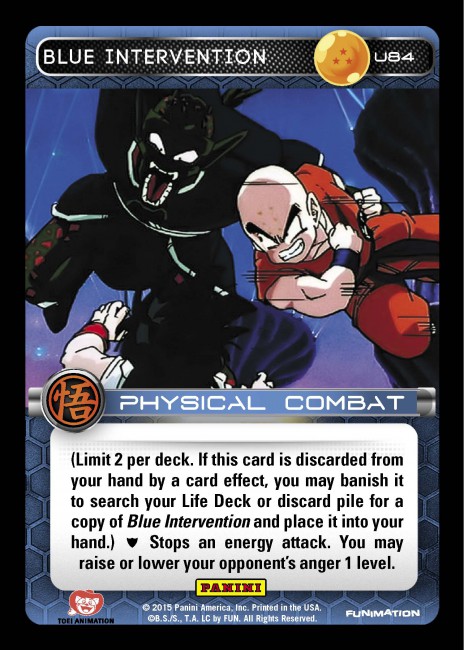 BLUE INTERVENTION U84
悟 PHYSICAL COMBAT
(Limit 2 per deck. If this card is discarded from
your hand by a card effect, you may banish it
to search your Life Deck or discard pile for a
copy of Blue Intervention and place it into your
hand.) Stops an energy attack. You may
raise or lower your opponent's anger 1 level.
PANINI
TOEI ANIMATION
© 2015 Panini America, Inc. Printed in the USA.
©B.S./S., T.A. LC by FUN. All Rights Reserved.
FUNIMATION